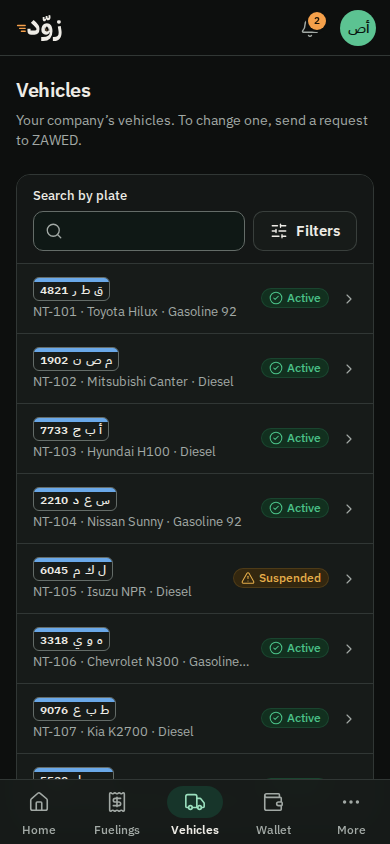 زوّد
2
أص
Vehicles
Your company's vehicles. To change one, send a request
to ZAWED.
Search by plate
Filters
4821 ق ط ر
NT-101 · Toyota Hilux · Gasoline 92
Active
1902 م ص ن
NT-102 · Mitsubishi Canter · Diesel
Active
7733 أ ب ج
NT-103 · Hyundai H100 · Diesel
Active
2210 س ع د
NT-104 · Nissan Sunny · Gasoline 92
Active
6045 ل ك م
NT-105 · Isuzu NPR · Diesel
Suspended
3318 ه و ي
NT-106 · Chevrolet N300 · Gasoline...
Active
9076 ط ب ع
NT-107 · Kia K2700 · Diesel
Active
Home
Fuelings
Vehicles
Wallet
More